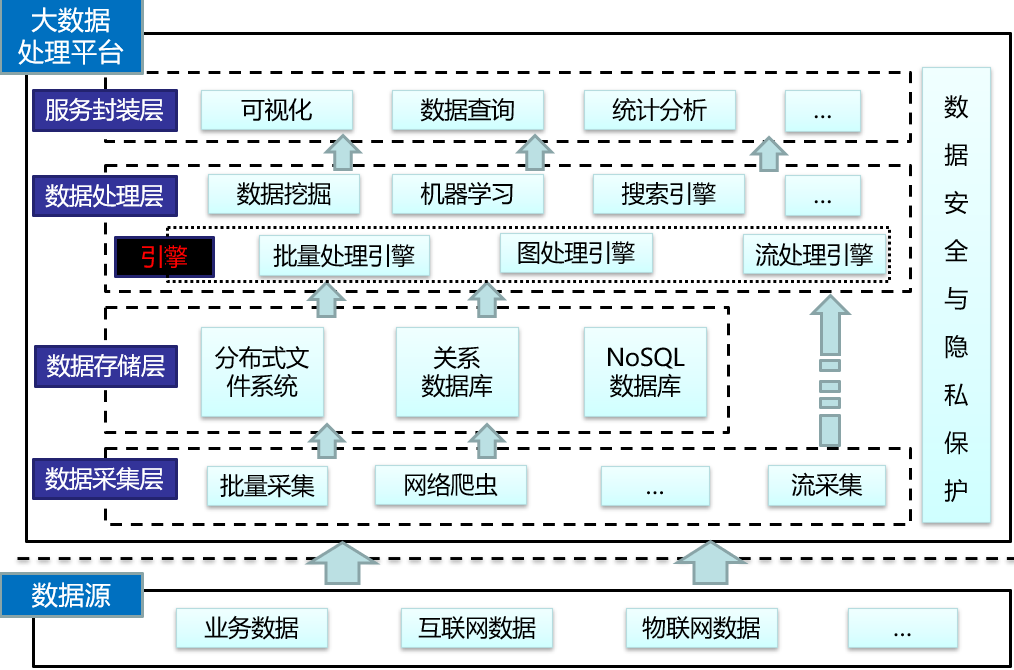 大数据
处理平台
服务封装层
可视化
数据查询
统计分析
...
数据处理层
数据挖掘
机器学习
搜索引擎
...
引擎
批量处理引擎
图处理引擎
流处理引擎
数据存储层
分布式文
件系统
关系
数据库
NoSQL
数据库
数据采集层
批量采集
网络爬虫
...
流采集
数据安全与隐私保护
数据源
业务数据
互联网数据
物联网数据
...